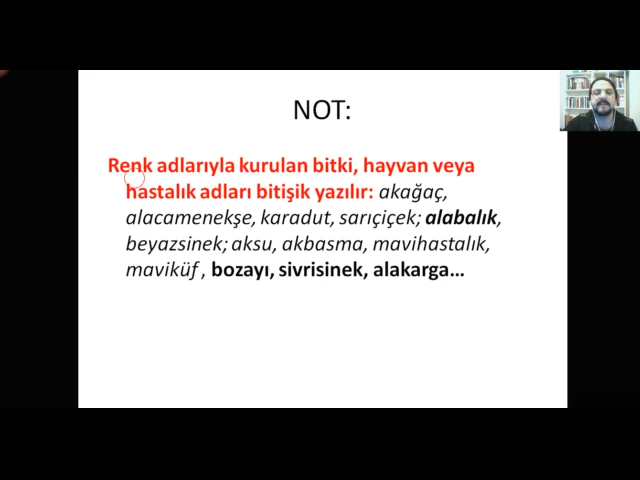 NOT:
Renk adlarıyla kurulan bitki, hayvan veya
hastalık adları bitişik yazılır: akağaç,
alacamenekşe, karadut, sarıçiçek; alabalık,
beyazsinek; aksu, akbasma, mavihastalık,
maviküf , bozayı, sivrisinek, alakarga...